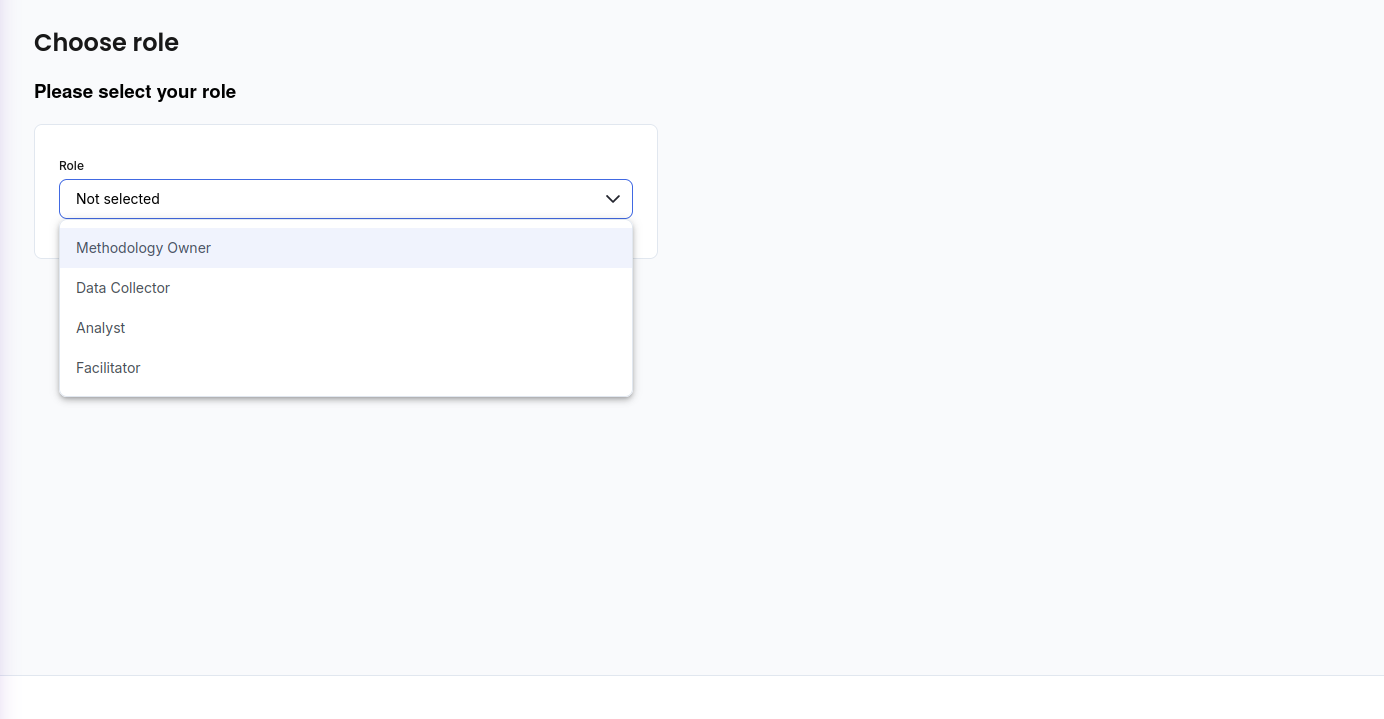 Choose role
Please select your role
Role
Not selected
Methodology Owner
Data Collector
Analyst
Facilitator